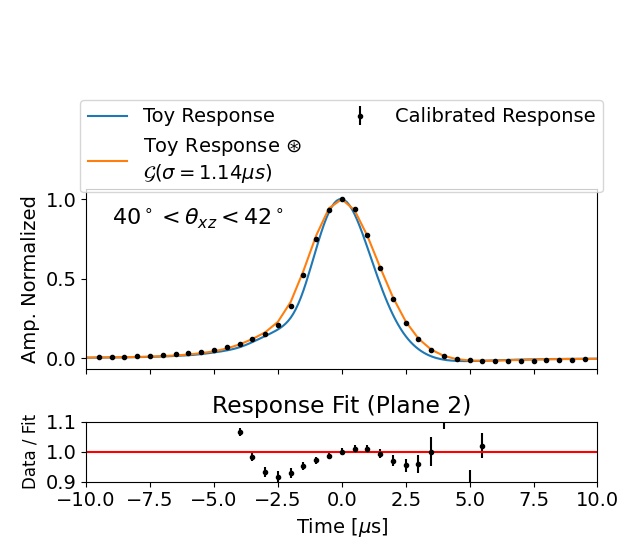 Toy Response
Calibrated Response
Toy Response ⊛
𝒢(σ = 1.14μs)
40° < θxz < 42°
Amp. Normalized
1.0
0.5
0.0
Response Fit (Plane 2)
Data / Fit
1.1
1.0
0.9
−10.0 −7.5 −5.0 −2.5 0.0 2.5 5.0 7.5 10.0
Time [μs]